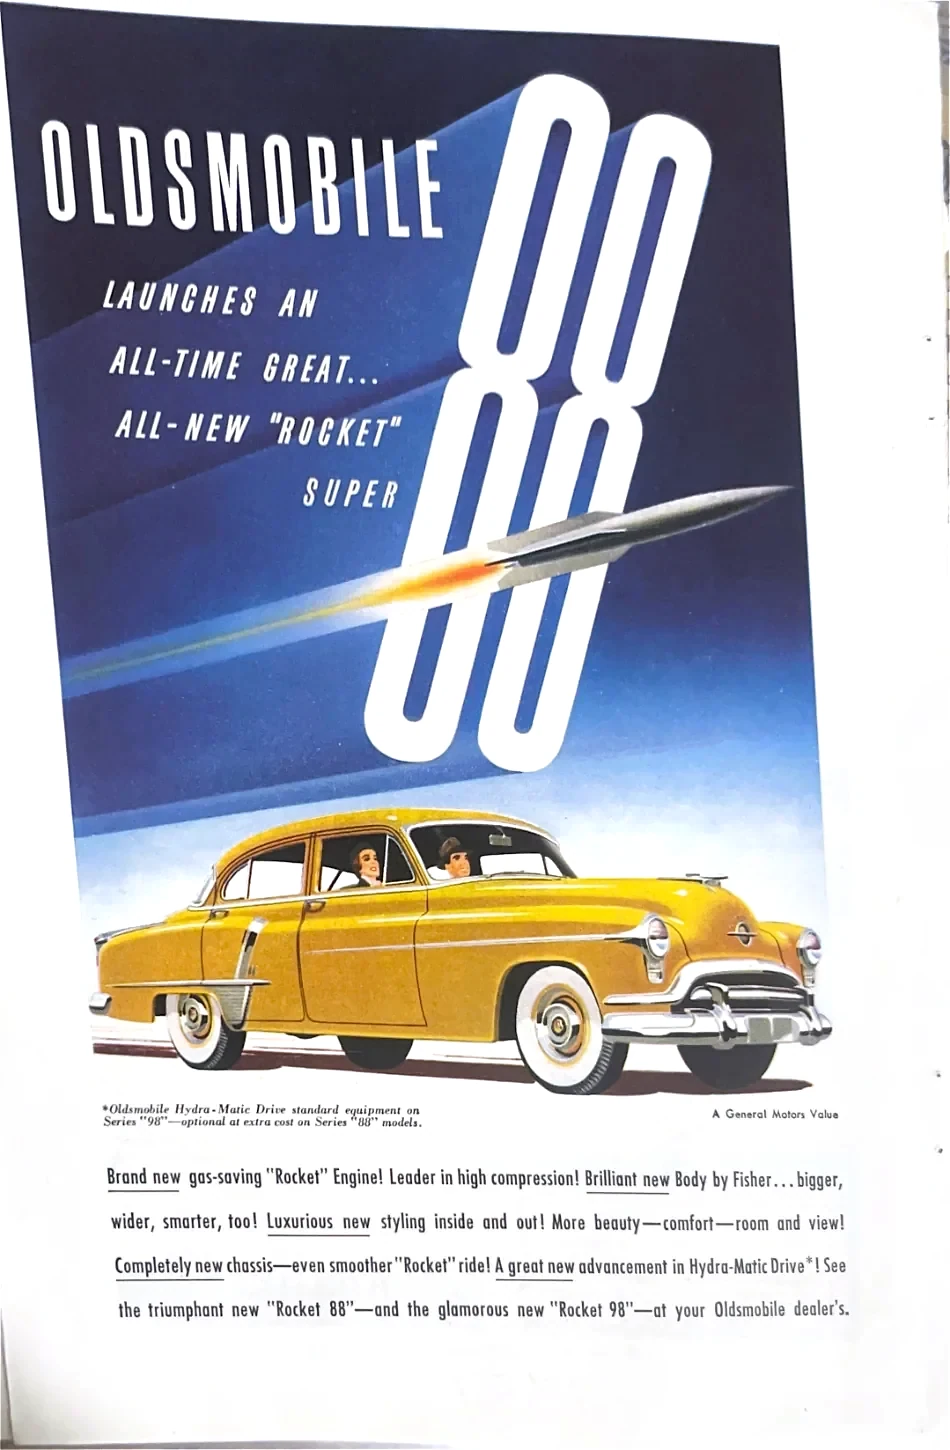 OLDSMOBILE 88
LAUNCHES AN
ALL-TIME GREAT...
ALL-NEW "ROCKET"
SUPER
*Oldsmobile Hydra-Matic Drive standard equipment on
Series "98"—optional at extra cost on Series "88" models.
A General Motors Value
Brand new gas-saving "Rocket" Engine! Leader in high compression! Brilliant new Body by Fisher...bigger,
wider, smarter, too! Luxurious new styling inside and out! More beauty—comfort—room and view!
Completely new chassis—even smoother "Rocket" ride! A great new advancement in Hydra-Matic Drive*! See
the triumphant new "Rocket 88"—and the glamorous new "Rocket 98"—at your Oldsmobile dealer's.